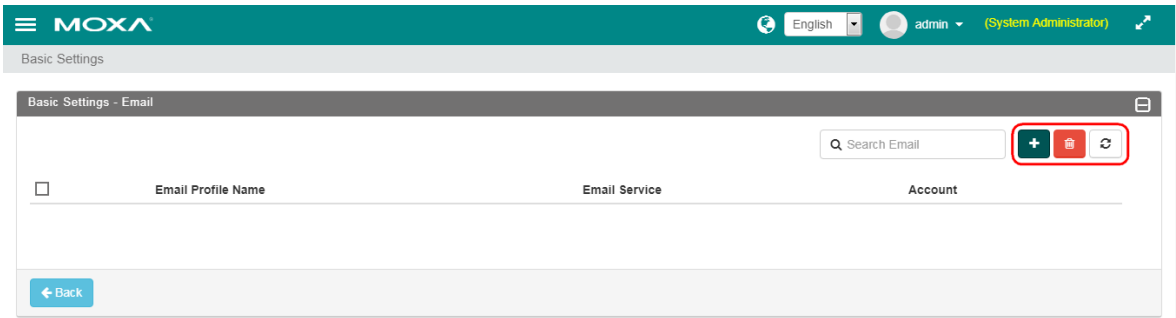 MOXA English admin (System Administrator)
Basic Settings
Basic Settings - Email
Search Email
Email Profile Name Email Service Account
Back